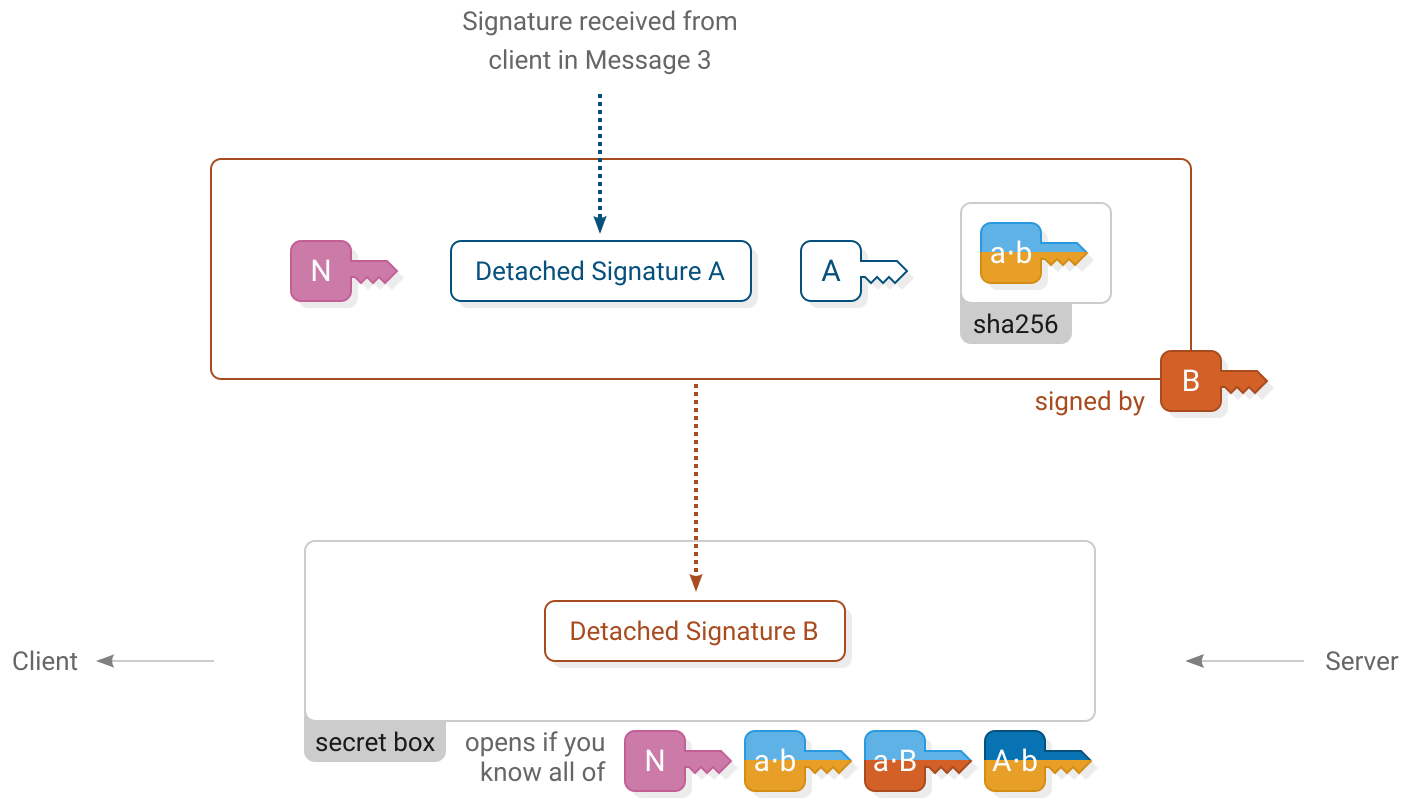 Signature received from
client in Message 3
N
Detached Signature A
A
a·b
sha256
B
signed by
Detached Signature B
Client
Server
secret box
opens if you
know all of
N
a·b
a·B
A·b